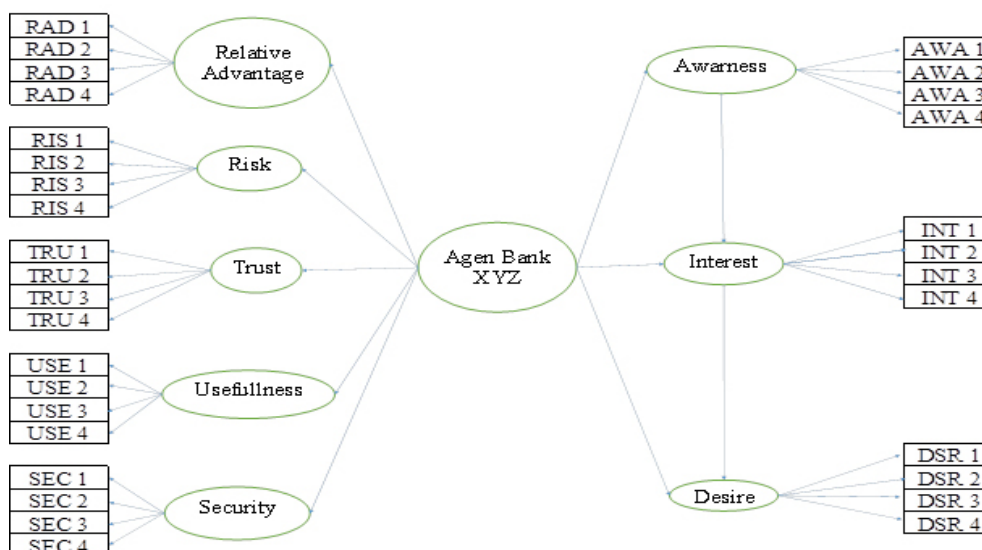 RAD 1
RAD 2
RAD 3
RAD 4
Relative
Advantage
RIS 1
RIS 2
RIS 3
RIS 4
Risk
TRU 1
TRU 2
TRU 3
TRU 4
Trust
USE 1
USE 2
USE 3
USE 4
Usefullness
SEC 1
SEC 2
SEC 3
SEC 4
Security
Agen Bank
XYZ
Awarness
AWA 1
AWA 2
AWA 3
AWA 4
Interest
INT 1
INT 2
INT 3
INT 4
Desire
DSR 1
DSR 2
DSR 3
DSR 4